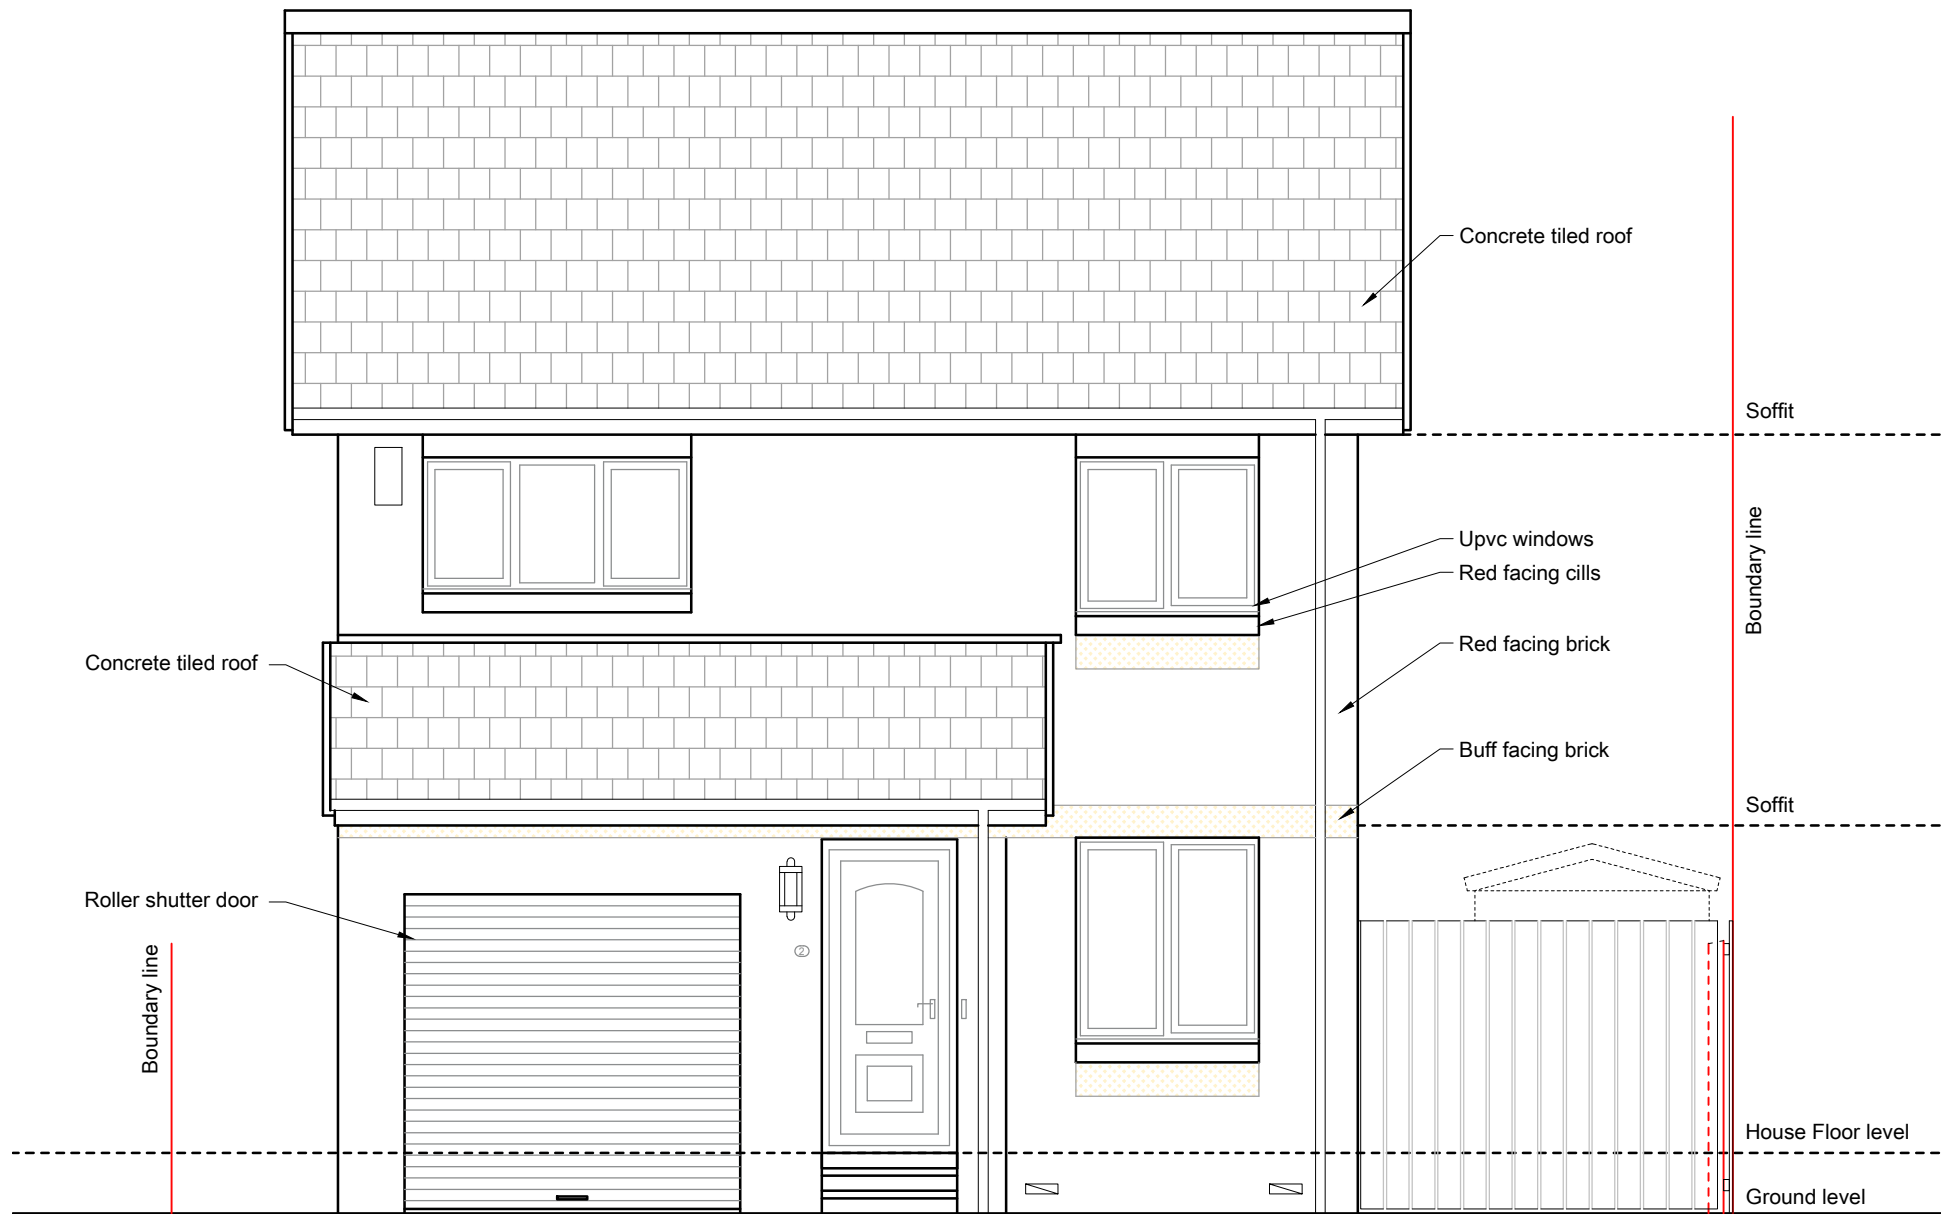 Concrete tiled roof
Soffit
Upvc windows
Red facing cills
Boundary line
Red facing brick
Concrete tiled roof
Buff facing brick
Soffit
Roller shutter door
2
Boundary line
House Floor level
Ground level